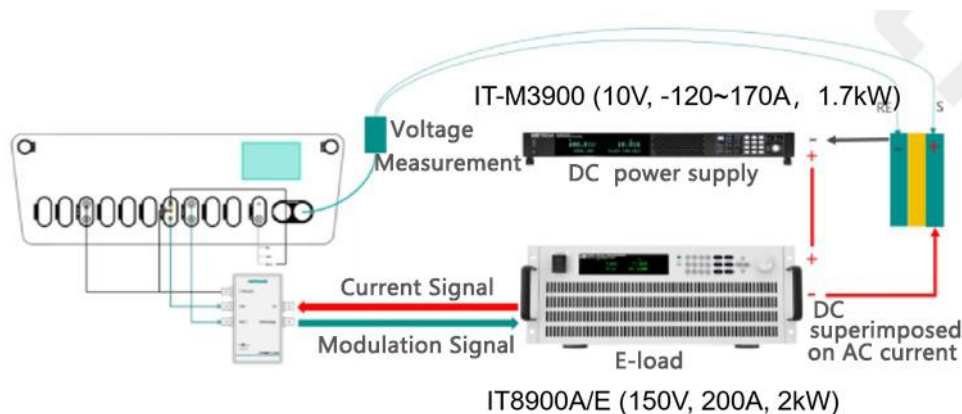 IT-M3900 (10V, -120~170A, 1.7kW)
RE
S
Voltage
Measurement
DC power supply
-
+
-
+
+
-
Current Signal
Modulation Signal
E-load
DC
superimposed
on AC current
IT8900A/E (150V, 200A, 2kW)